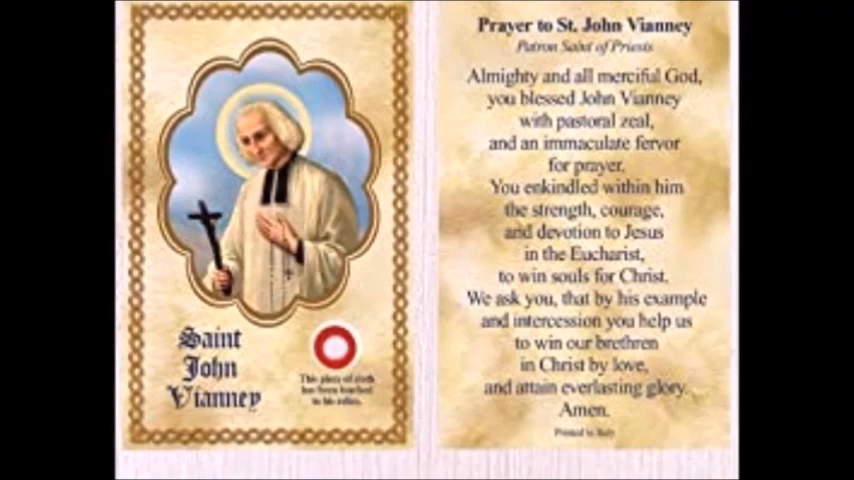 Saint
John
Vianney
This piece of cloth
has been touched
to his relics.
Prayer to St. John Vianney
Patron Saint of Priests
Almighty and all merciful God,
you blessed John Vianney
with pastoral zeal,
and an immaculate fervor
for prayer.
You enkindled within him
the strength, courage,
and devotion to Jesus
in the Eucharist,
to win souls for Christ.
We ask you, that by his example
and intercession you help us
to win our brethren
in Christ by love,
and attain everlasting glory.
Amen.
Printed in Italy